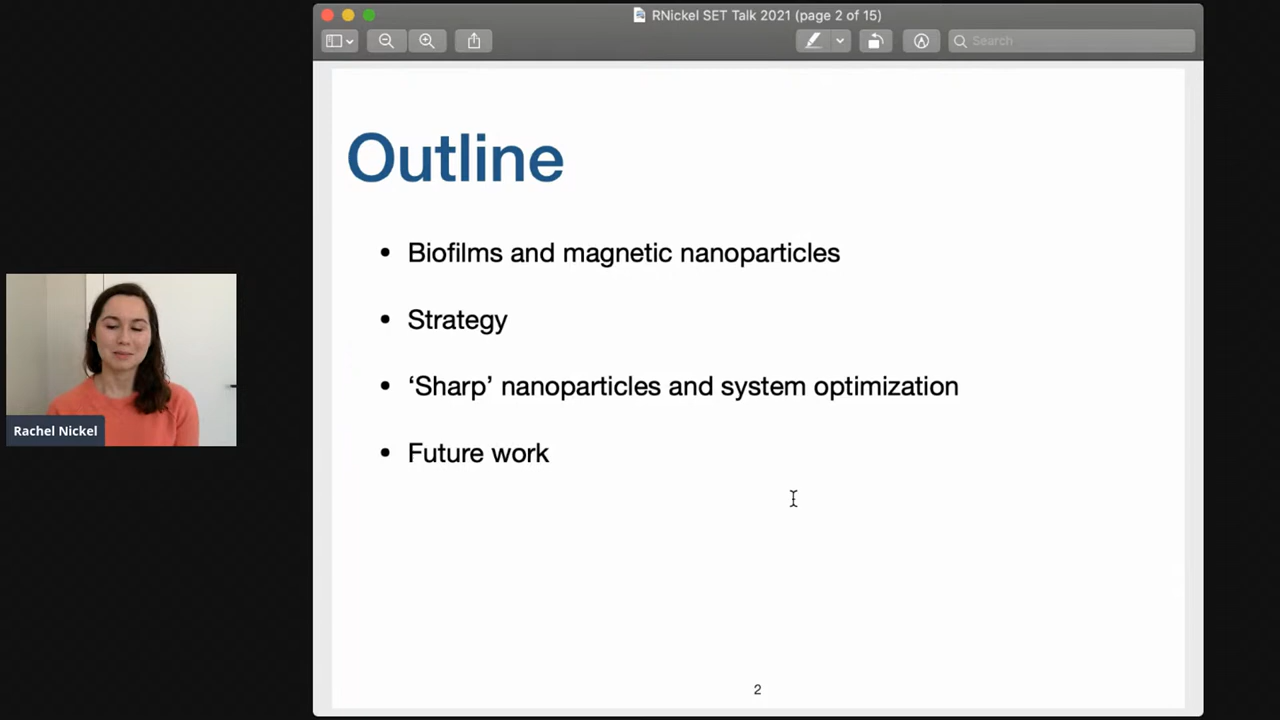 RNickel SET Talk 2021 (page 2 of 15)
Search
Outline
• Biofilms and magnetic nanoparticles
• Strategy
• ‘Sharp’ nanoparticles and system optimization
• Future work
Rachel Nickel
2